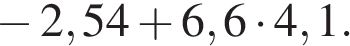 − 2,54 + 6,6 · 4,1.